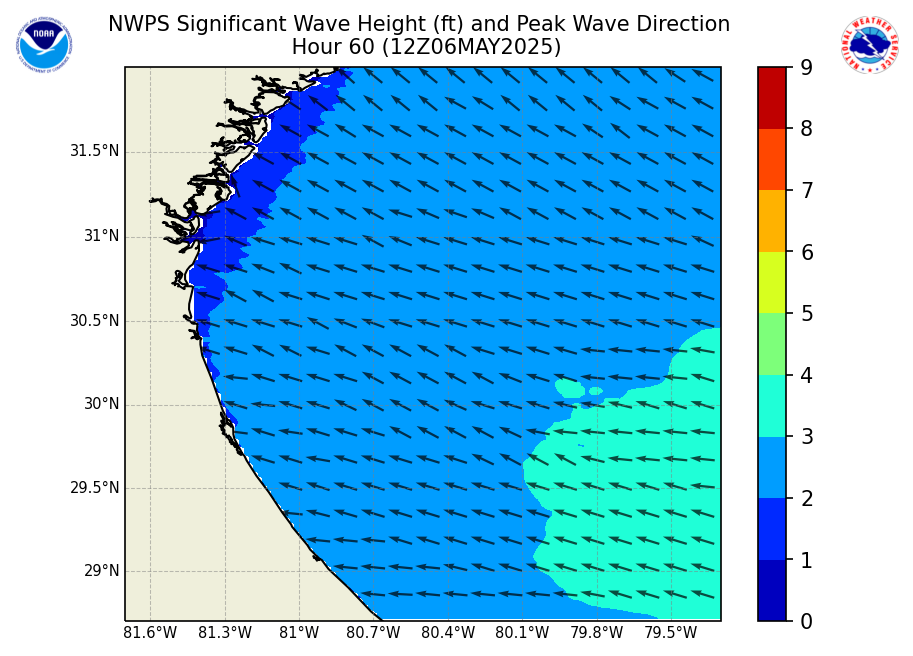 NWPS Significant Wave Height (ft) and Peak Wave Direction
Hour 60 (12Z06MAY2025)
NOAA
NATIONAL WEATHER SERVICE
31.5°N
31°N
30.5°N
30°N
29.5°N
29°N
81.6°W 81.3°W 81°W 80.7°W 80.4°W 80.1°W 79.8°W 79.5°W
9
8
7
6
5
4
3
2
1
0